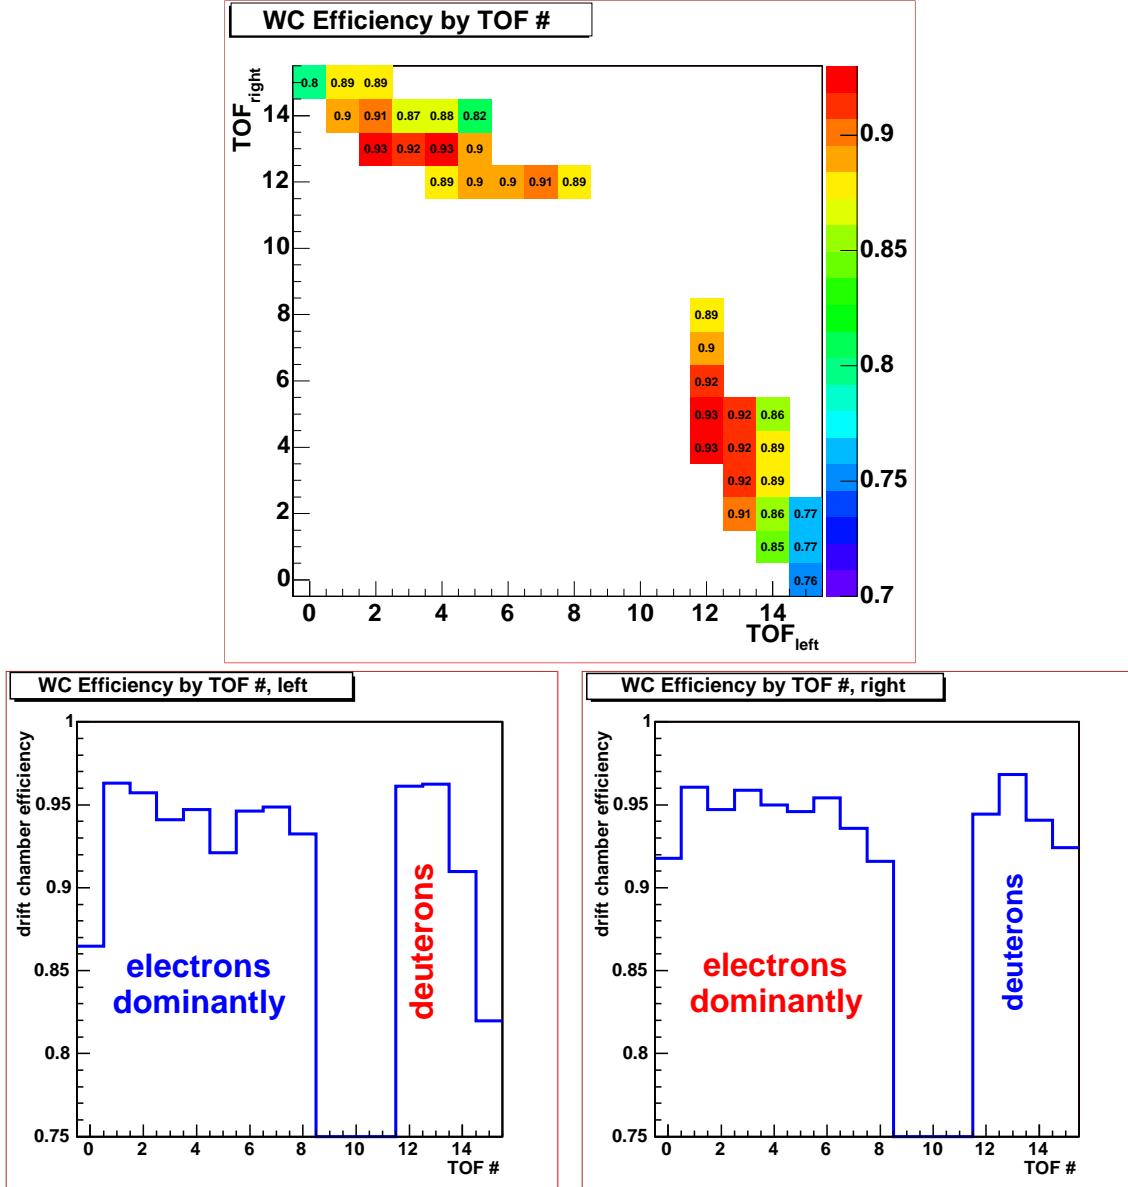 WC Efficiency by TOF #
TOF right
0.8 0.89 0.89
14 0.9 0.91 0.87 0.88 0.82
0.93 0.92 0.93 0.9
12 0.89 0.9 0.9 0.91 0.89
10
8 0.89
0.9
6 0.92
0.93 0.92 0.86
4 0.93 0.92 0.89
0.92 0.89
2 0.91 0.86 0.77
0.85 0.77
0 0.76
0 2 4 6 8 10 12 14
TOF left
0.9
0.85
0.8
0.75
0.7
WC Efficiency by TOF #, left
drift chamber efficiency
1
0.95
0.9
0.85
0.8
0.75
electrons
dominantly
deuterons
0 2 4 6 8 10 12 14
TOF #
WC Efficiency by TOF #, right
drift chamber efficiency
1
0.95
0.9
0.85
0.8
0.75
electrons
dominantly
deuterons
0 2 4 6 8 10 12 14
TOF #